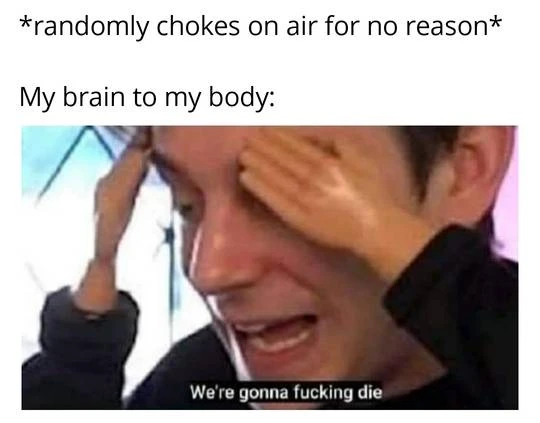 *randomly chokes on air for no reason*
My brain to my body:
We're gonna fucking die